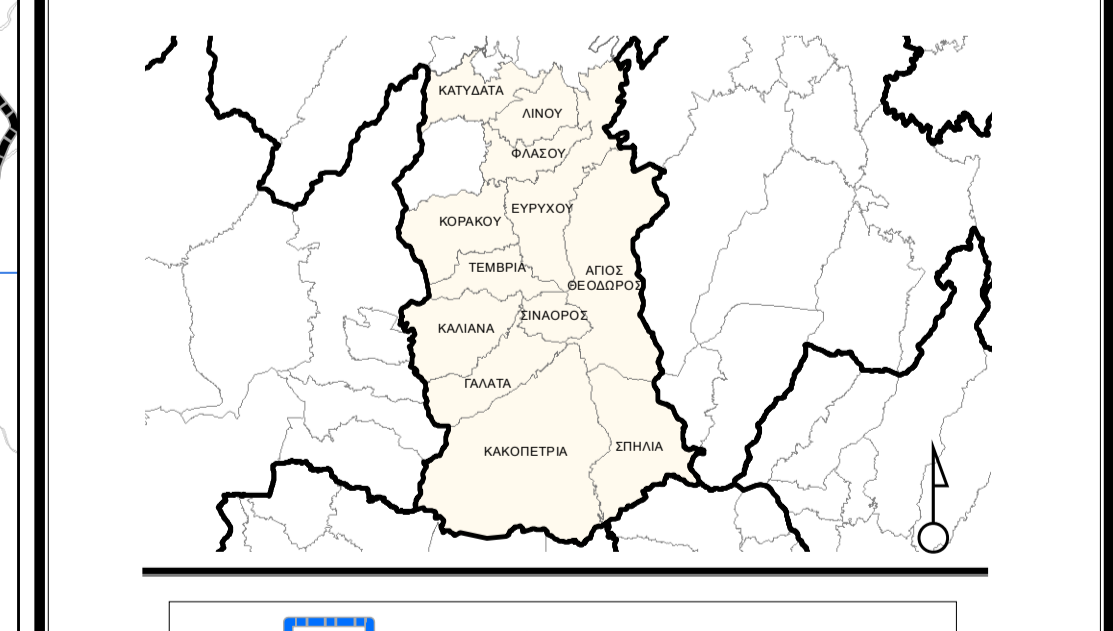 ΚΑΤΥΔΑΤΑ
ΛΙΝΟΥ
ΦΛΑΣΟΥ
ΕΥΡΥΧΟΥ
ΚΟΡΑΚΟΥ
ΤΕΜΒΡΙΑ
ΑΓΙΟΣ
ΘΕΟΔΩΡΟΣ
ΣΙΝΑΟΡΟΣ
ΚΑΛΙΑΝΑ
ΓΑΛΑΤΑ
ΣΠΗΛΙΑ
ΚΑΚΟΠΕΤΡΙΑ